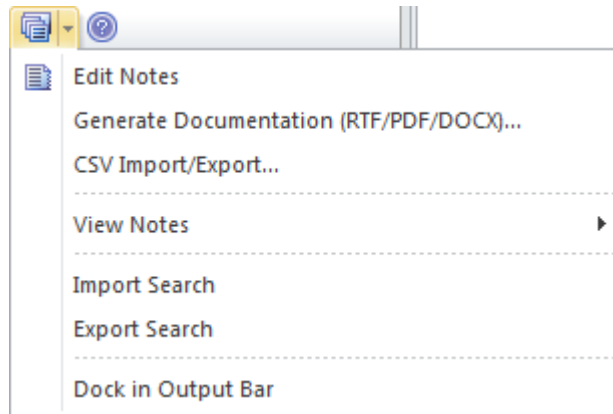 Edit Notes
Generate Documentation (RTF/PDF/DOCX)...
CSV Import/Export...
View Notes
Import Search
Export Search
Dock in Output Bar